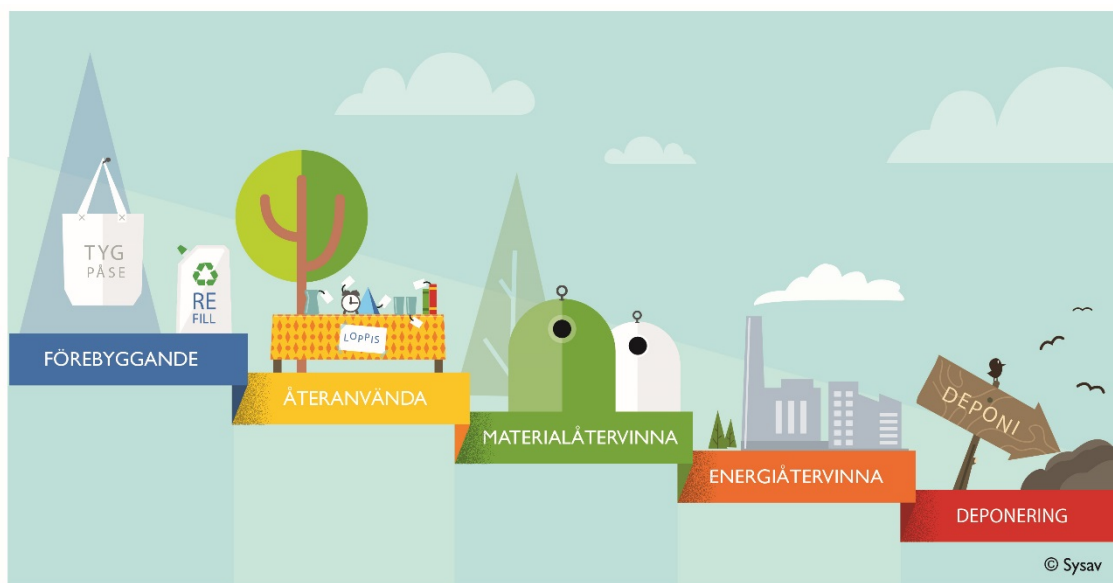 TYG
PÅSE
RE
FILL
FÖREBYGGANDE
LOPPIS
ÅTERANVÄNDA
MATERIALÅTERVINNA
ENERGIÅTERVINNA
DEPONI
DEPONERING
© Sysav